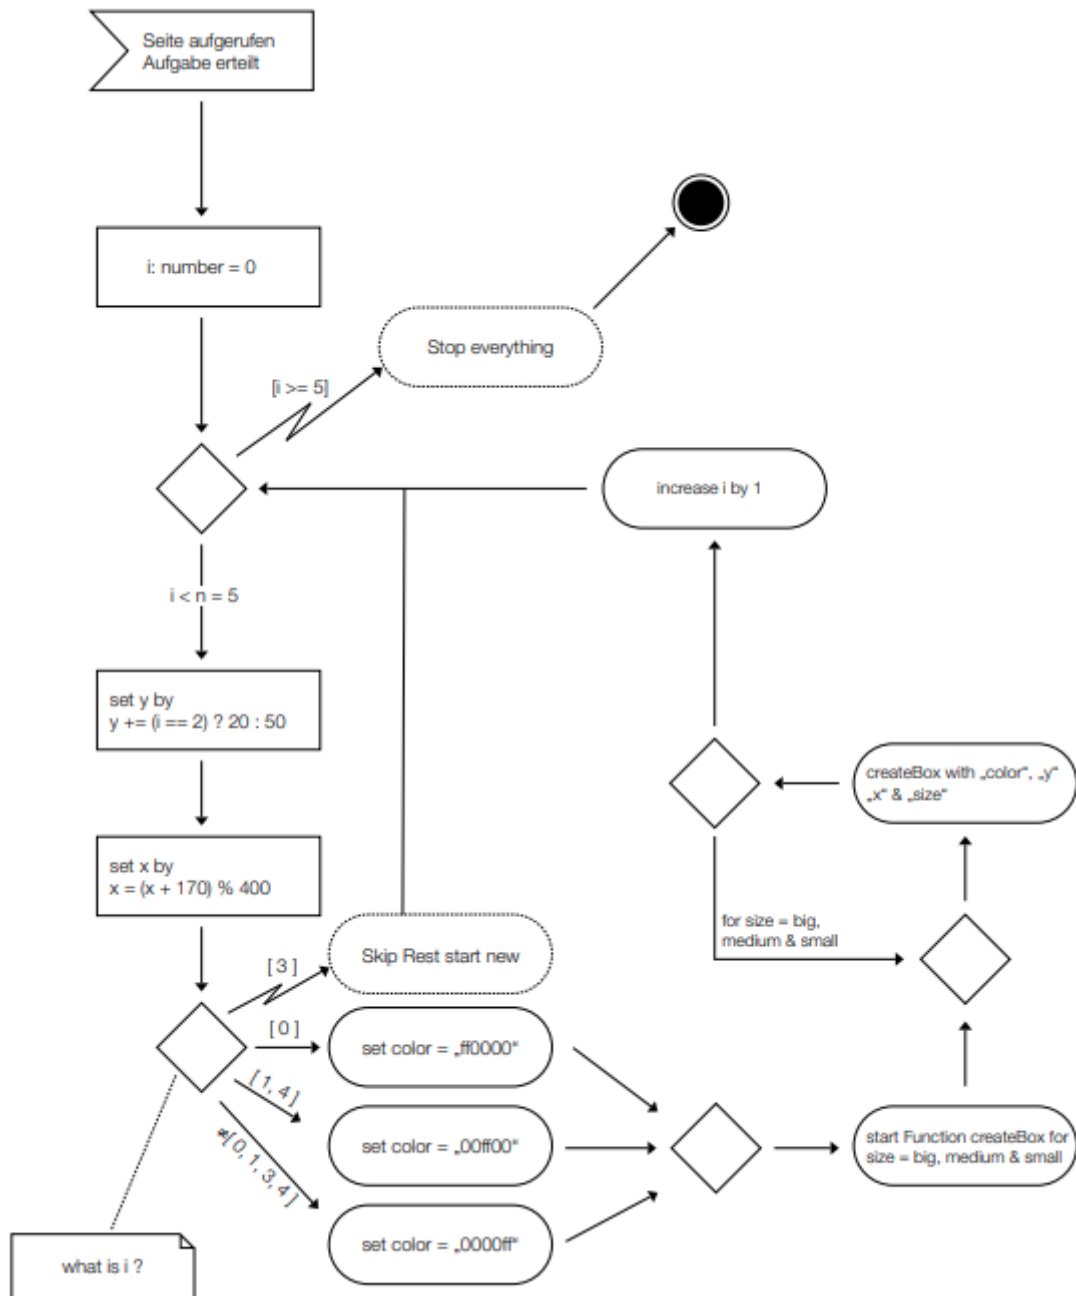 Seite aufgerufen
Aufgabe erteilt
i: number = 0
Stop everything
[i >= 5]
increase i by 1
i < n = 5
set y by
y += (i == 2) ? 20 : 50
createBox with „color“, „y“
„x“ & „size“
set x by
x = (x + 170) % 400
for size = big,
medium & small
Skip Rest start new
[ 3 ]
[ 0 ]
set color = „ff0000“
[ 1, 4 ]
set color = „00ff00“
start Function createBox for
size = big, medium & small
≠[ 0, 1, 3, 4 ]
set color = „0000ff“
what is i ?